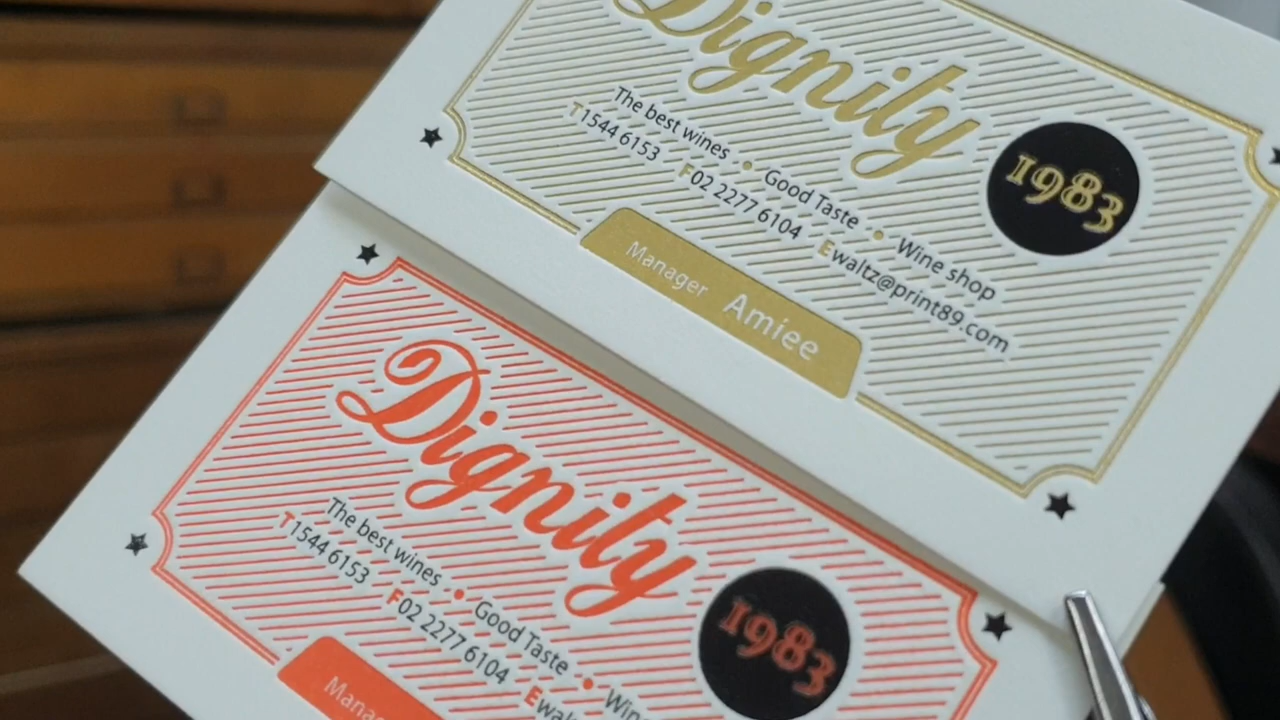 Dignity
1983
The best wines • Good Taste • Wine shop
T1544 6153 F02 2277 6104 Ewaltz@print89.com
Manager Amiee
Dignity
1983
The best wines • Good Taste •
T1544 6153 F02 2277 6104